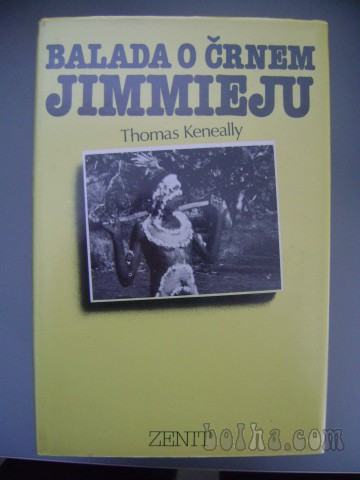 BALADA O ČRNEM
JIMMIEJU
Thomas Keneally
ZENIT
bolha.com